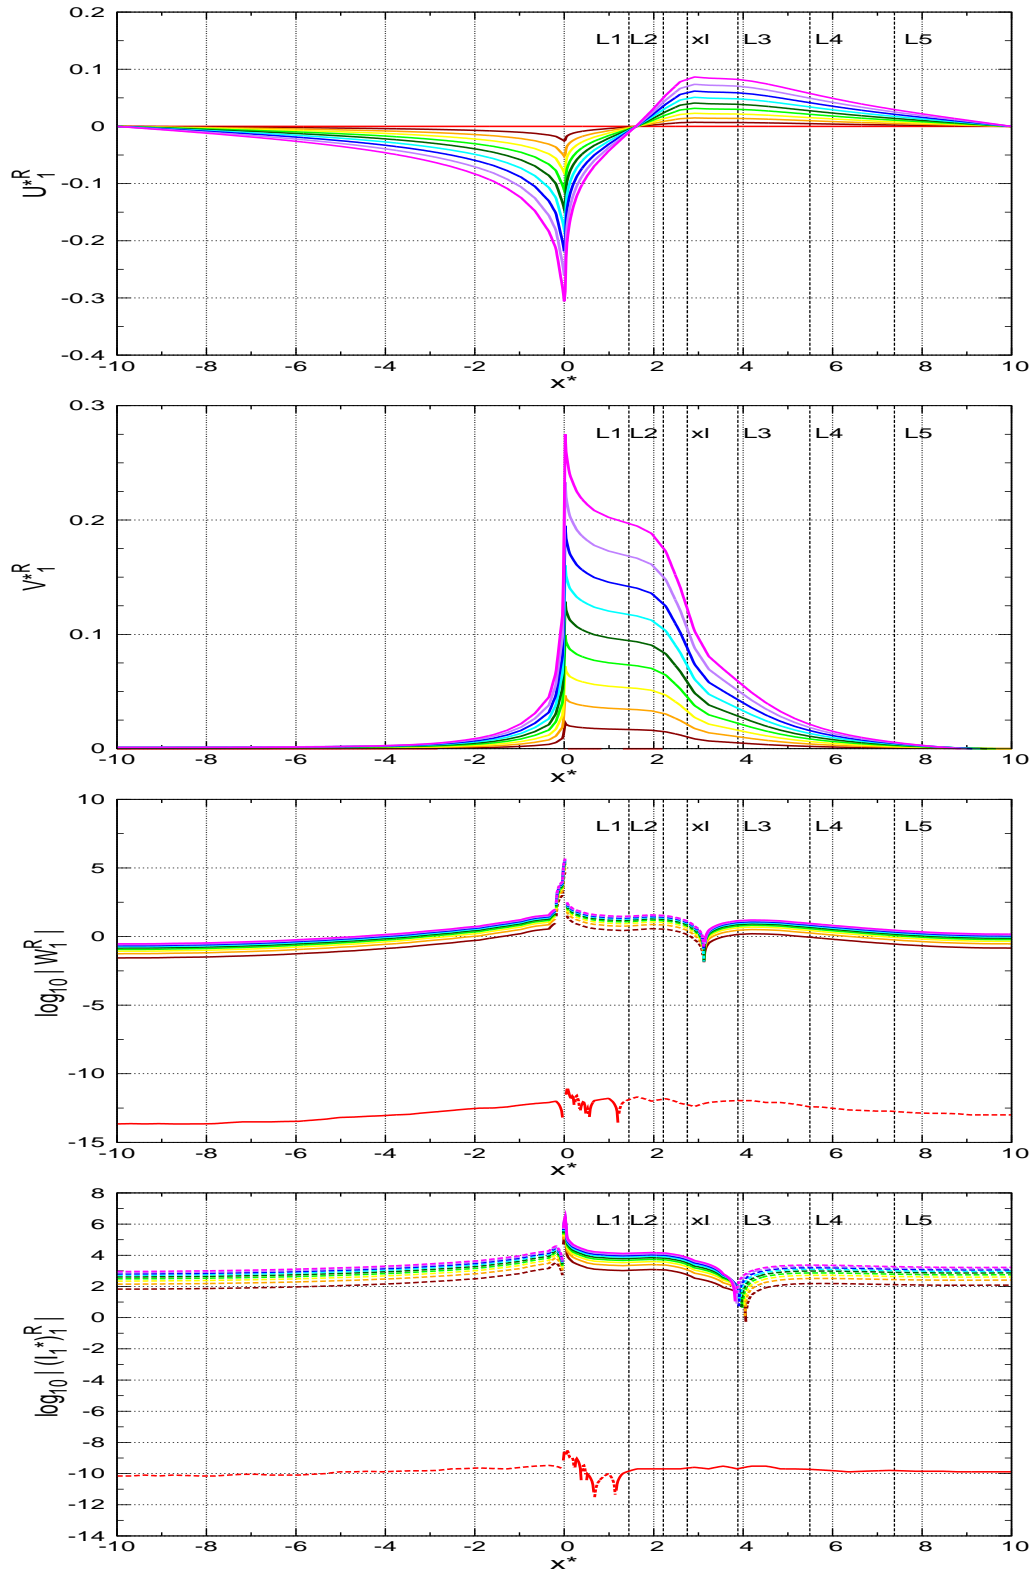 0.2
L1 L2 xI L3 L4 L5
0.1
0
-0.1
-0.2
-0.3
-0.4
U*R1
-10 -8 -6 -4 -2 0 2 4 6 8 10
x*
0.3
L1 L2 xI L3 L4 L5
0.2
0.1
0
V*R1
-10 -8 -6 -4 -2 0 2 4 6 8 10
x*
10
L1 L2 xI L3 L4 L5
5
0
-5
-10
-15
log10|W1R|
-10 -8 -6 -4 -2 0 2 4 6 8 10
x*
8
L1 L2 xI L3 L4 L5
6
4
2
0
-2
-4
-6
-8
-10
-12
-14
log10|(I1*)1R|
-10 -8 -6 -4 -2 0 2 4 6 8 10
x*